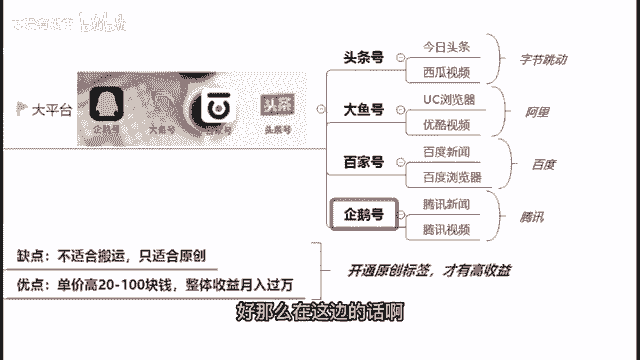 大平台
企鹅号
大鱼号
头条
头条号
头条号
今日头条
西瓜视频
字节跳动
大鱼号
UC浏览器
优酷视频
阿里
百家号
百度新闻
百度浏览器
百度
企鹅号
腾讯新闻
腾讯视频
腾讯
缺点：不适合搬运，只适合原创
优点：单价高20-100块钱，整体收益月入过万
开通原创标签，才有高收益
好那么在这边的话啊